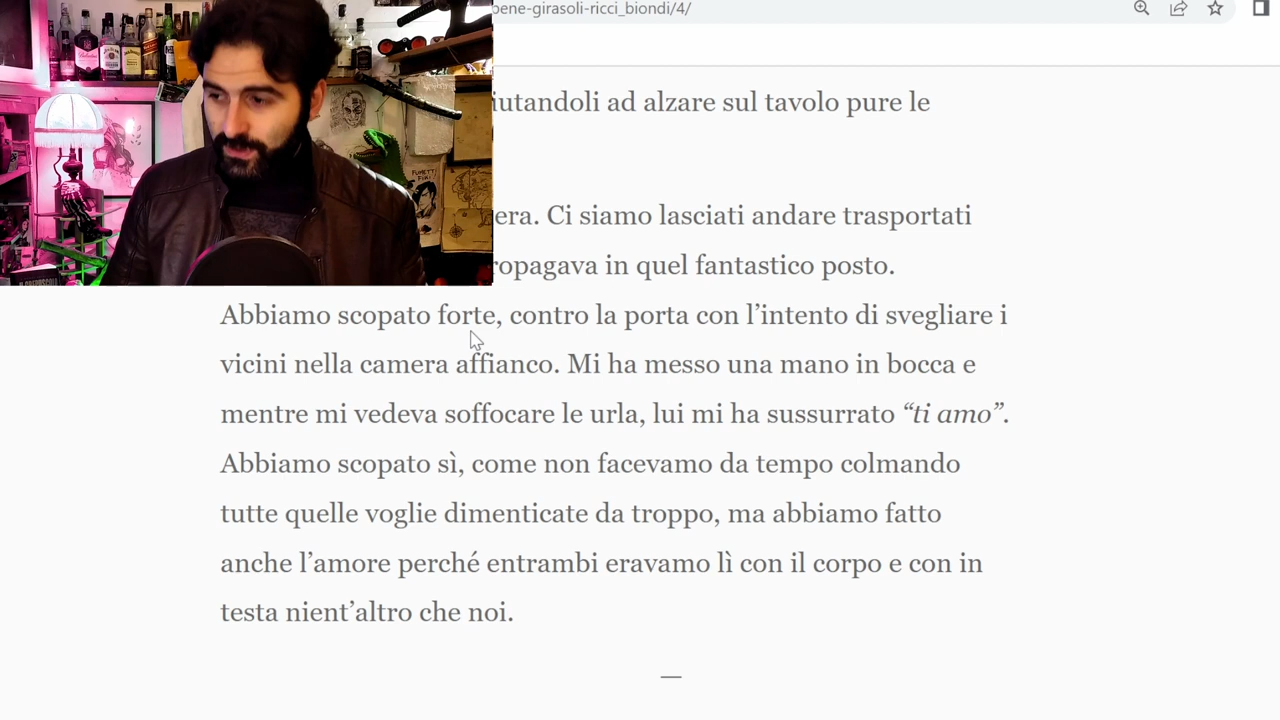 bene-girasoli-ricci_biondi/4/
iutandoli ad alzare sul tavolo pure le
era. Ci siamo lasciati andare trasportati
ropagava in quel fantastico posto.
Abbiamo scopato forte, contro la porta con l’intento di svegliare i
vicini nella camera affianco. Mi ha messo una mano in bocca e
mentre mi vedeva soffocare le urla, lui mi ha sussurrato “ti amo”.
Abbiamo scopato sì, come non facevamo da tempo colmando
tutte quelle voglie dimenticate da troppo, ma abbiamo fatto
anche l’amore perché entrambi eravamo lì con il corpo e con in
testa nient’altro che noi.
—
FUMETTI